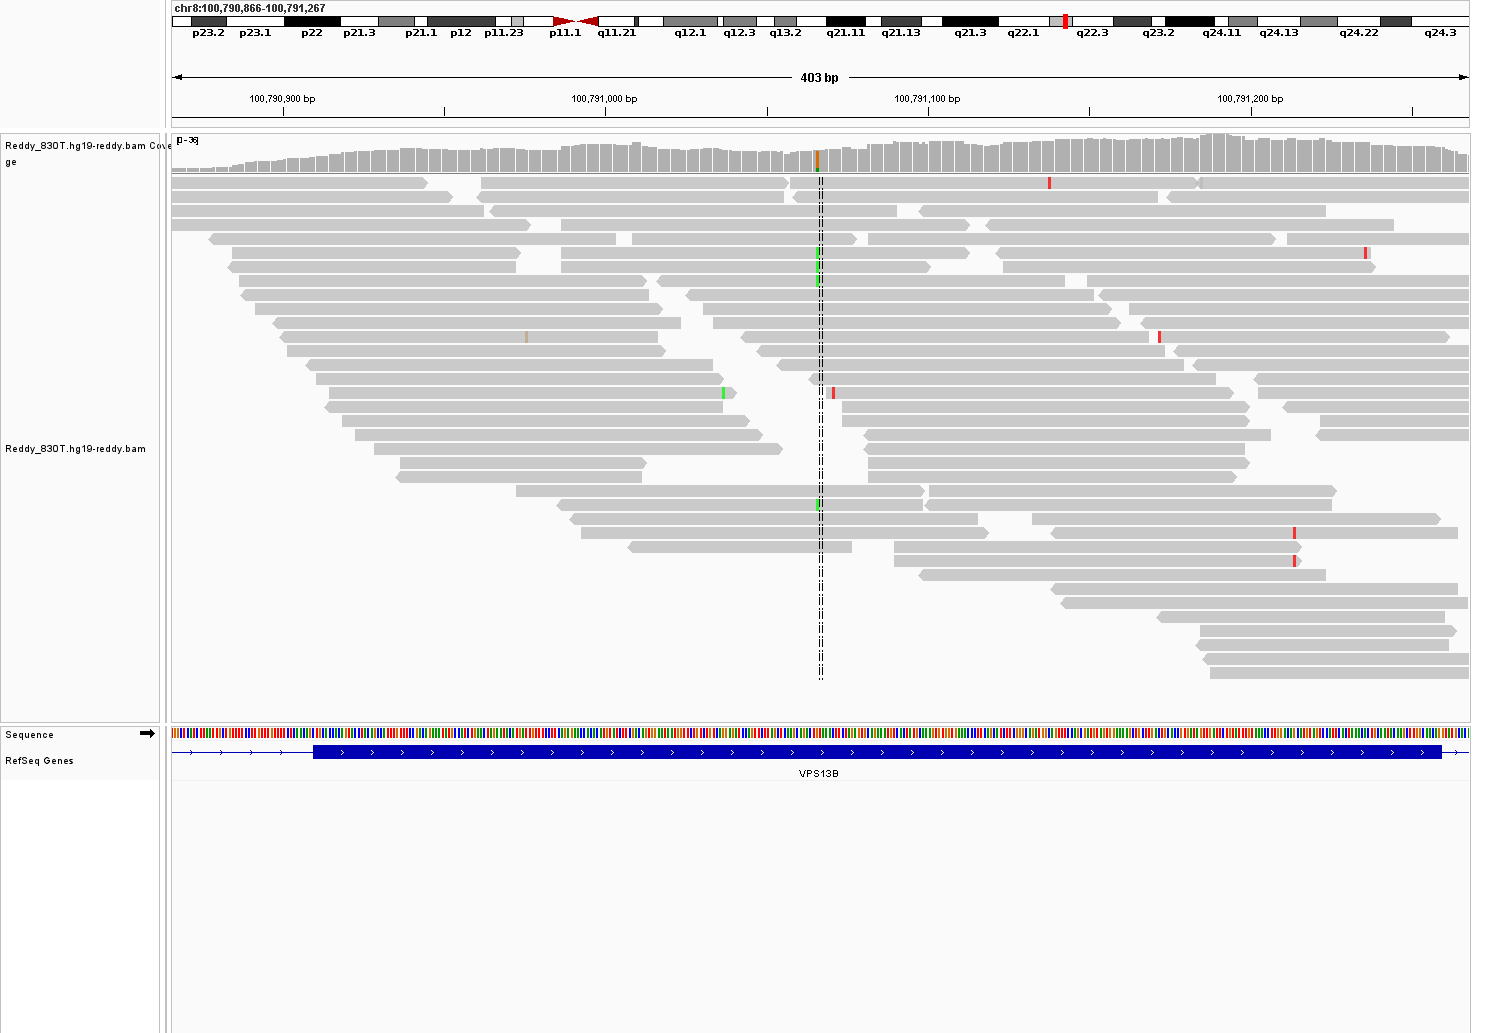 chr8:100,790,866-100,791,267
p23.2 p23.1 p22 p21.3 p21.1 p12 p11.23 p11.1 q11.21 q12.1 q12.3 q13.2 q21.11 q21.13 q21.3 q22.1 q22.3 q23.2 q24.11 q24.13 q24.22 q24.3
403 bp
100,790,900 bp 100,791,000 bp 100,791,100 bp 100,791,200 bp
Reddy_830T.hg19-reddy.bam Cove
ge
[0-36]
Reddy_830T.hg19-reddy.bam
Sequence
RefSeq Genes
VPS13B